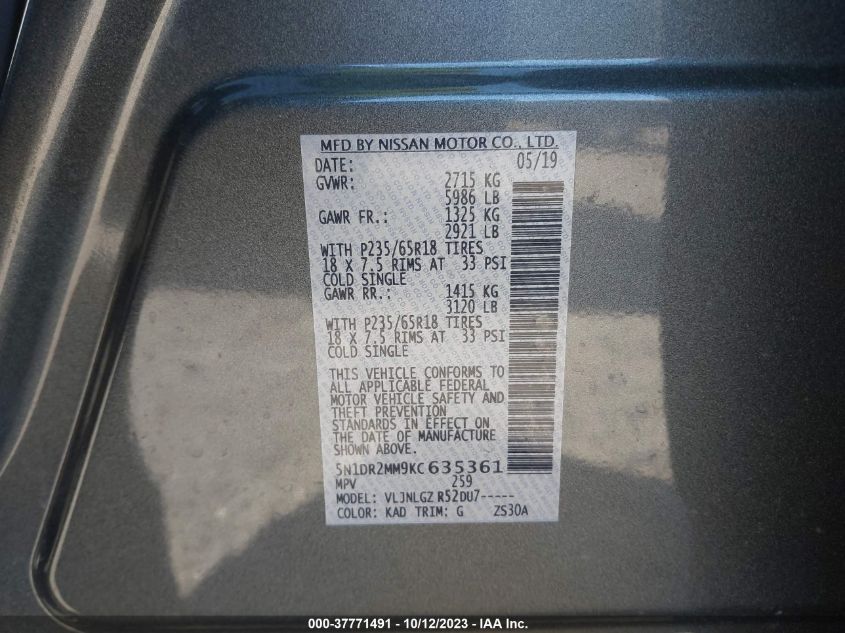 MFD BY NISSAN MOTOR CO., LTD.
DATE: 05/19
GVWR: 2715 KG
5986 LB
GAWR FR.: 1325 KG
2921 LB
WITH P235/65R18 TIRES
18 X 7.5 RIMS AT 33 PSI
COLD SINGLE
GAWR RR.: 1415 KG
3120 LB
WITH P235/65R18 TIRES
18 X 7.5 RIMS AT 33 PSI
COLD SINGLE
THIS VEHICLE CONFORMS TO
ALL APPLICABLE FEDERAL
MOTOR VEHICLE SAFETY AND
THEFT PREVENTION
STANDARDS IN EFFECT ON
THE DATE OF MANUFACTURE
SHOWN ABOVE.
5N1DR2MM9KC635361
MPV 259
MODEL: VLJNLGZ R52DU7-----
COLOR: KAD TRIM: G ZS30A
000-37771491 - 10/12/2023 - IAA Inc.